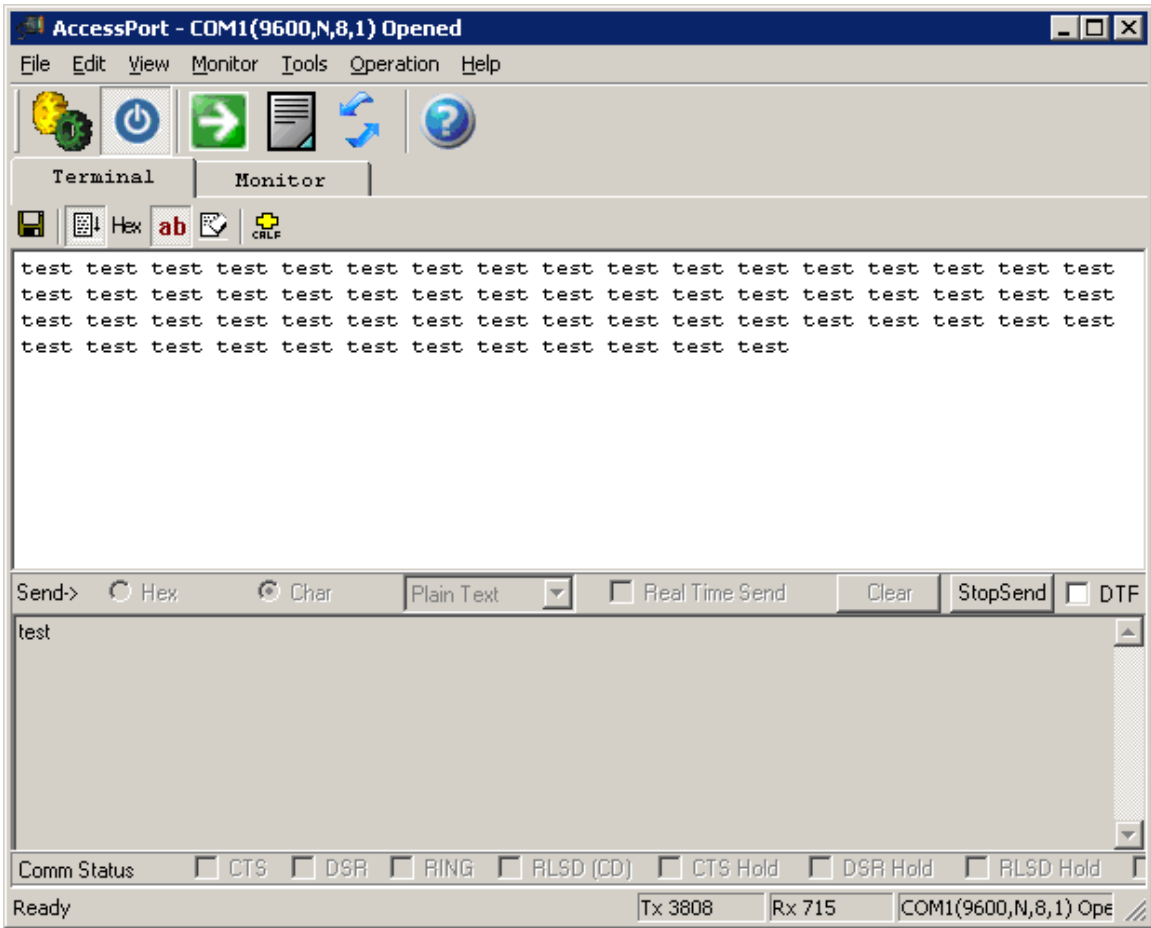 AccessPort - COM1(9600,N,8,1) Opened
File Edit View Monitor Tools Operation Help
Terminal Monitor
Hex ab CRLF
test test test test test test test test test test test test test test test test test
test test test test test test test test test test test test test test test test test
test test test test test test test test test test test test test test test test test
test test test test test test test test test test test test
Send-> Hex Char Plain Text Real Time Send Clear StopSend DTF
test
Comm Status CTS DSR RING RLSD (CD) CTS Hold DSR Hold RLSD Hold
Ready Tx 3808 Rx 715 COM1(9600,N,8,1) Ope